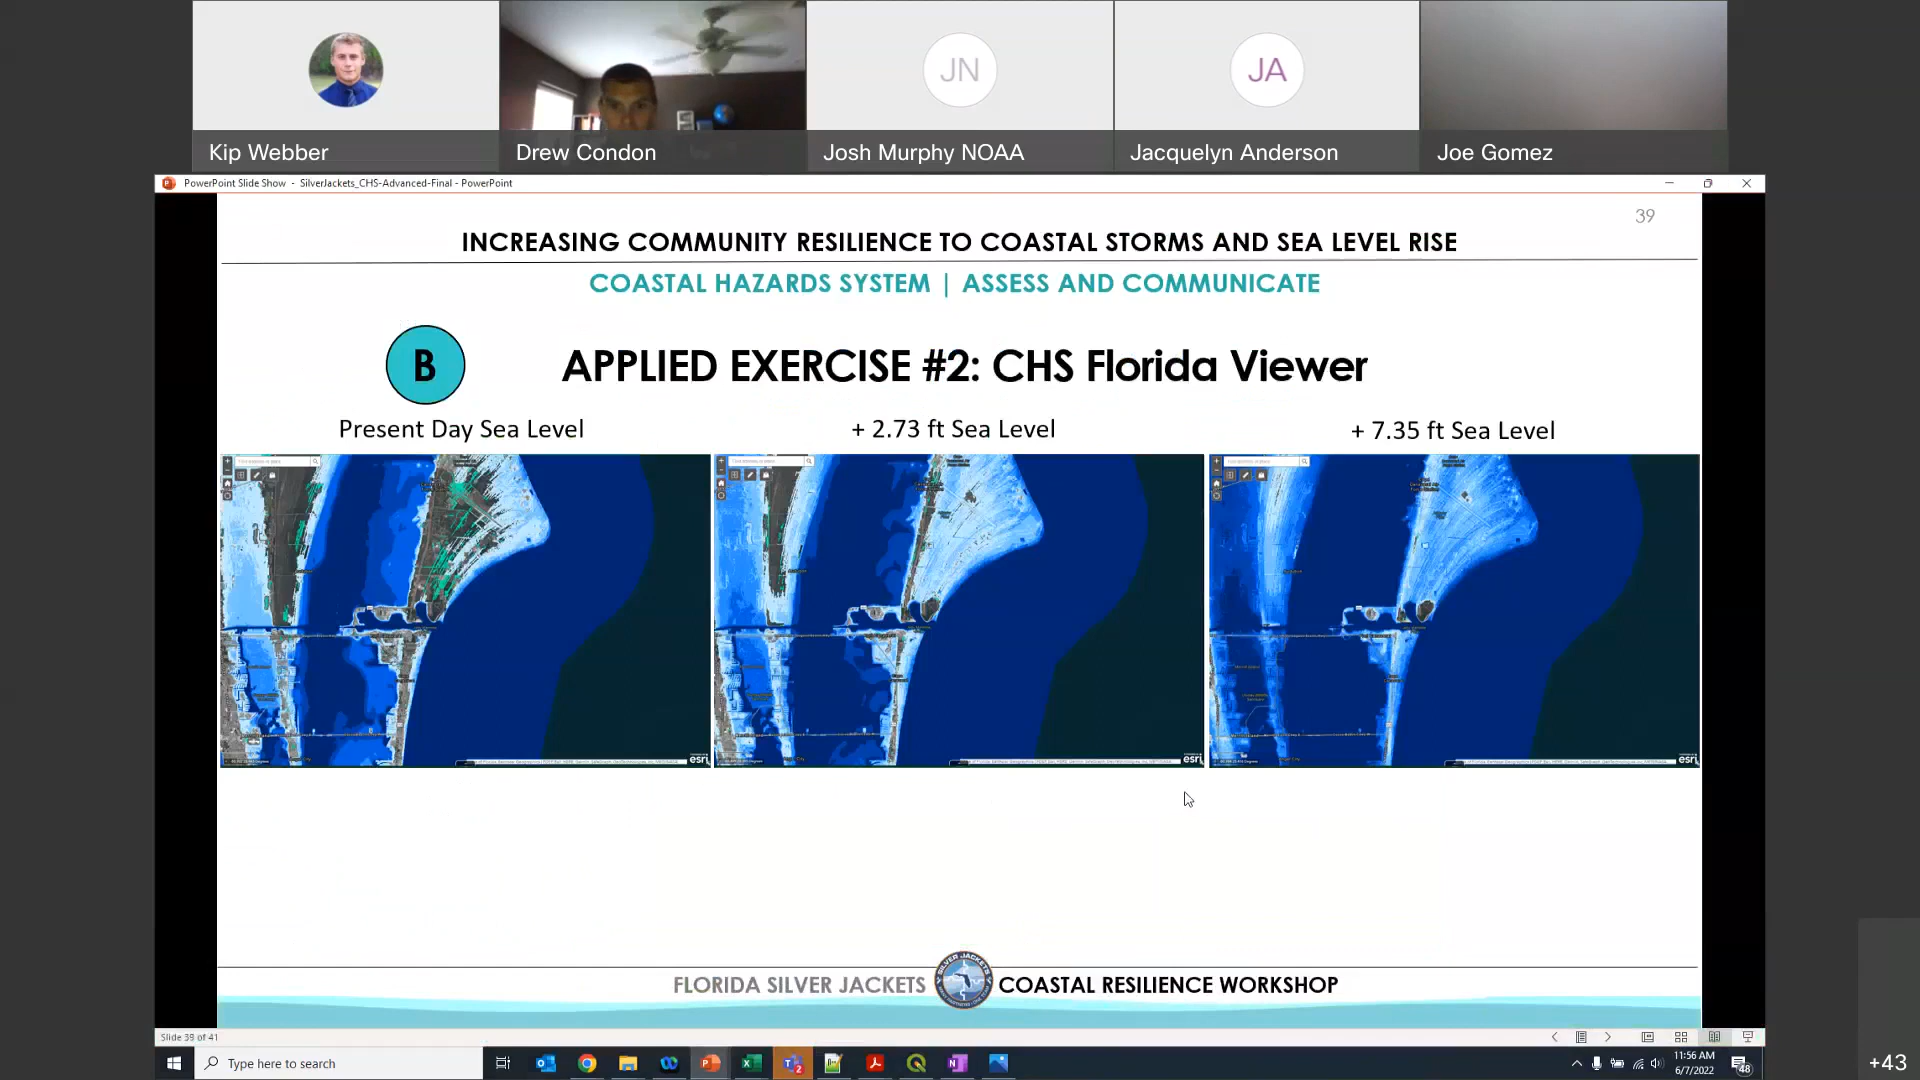 JN
JA
Kip Webber
Drew Condon
Josh Murphy NOAA
Jacquelyn Anderson
Joe Gomez
PowerPoint Slide Show - SilverJackets_CHS-Advanced-Final - PowerPoint
39
INCREASING COMMUNITY RESILIENCE TO COASTAL STORMS AND SEA LEVEL RISE
COASTAL HAZARDS SYSTEM | ASSESS AND COMMUNICATE
B
APPLIED EXERCISE #2: CHS Florida Viewer
Present Day Sea Level
+ 2.73 ft Sea Level
+ 7.35 ft Sea Level
esri
esri
esri
FLORIDA SILVER JACKETS
SILVER JACKETS
COASTAL RESILIENCE WORKSHOP
Slide 39 of 41
Type here to search
11:56 AM
6/7/2022
48
+43